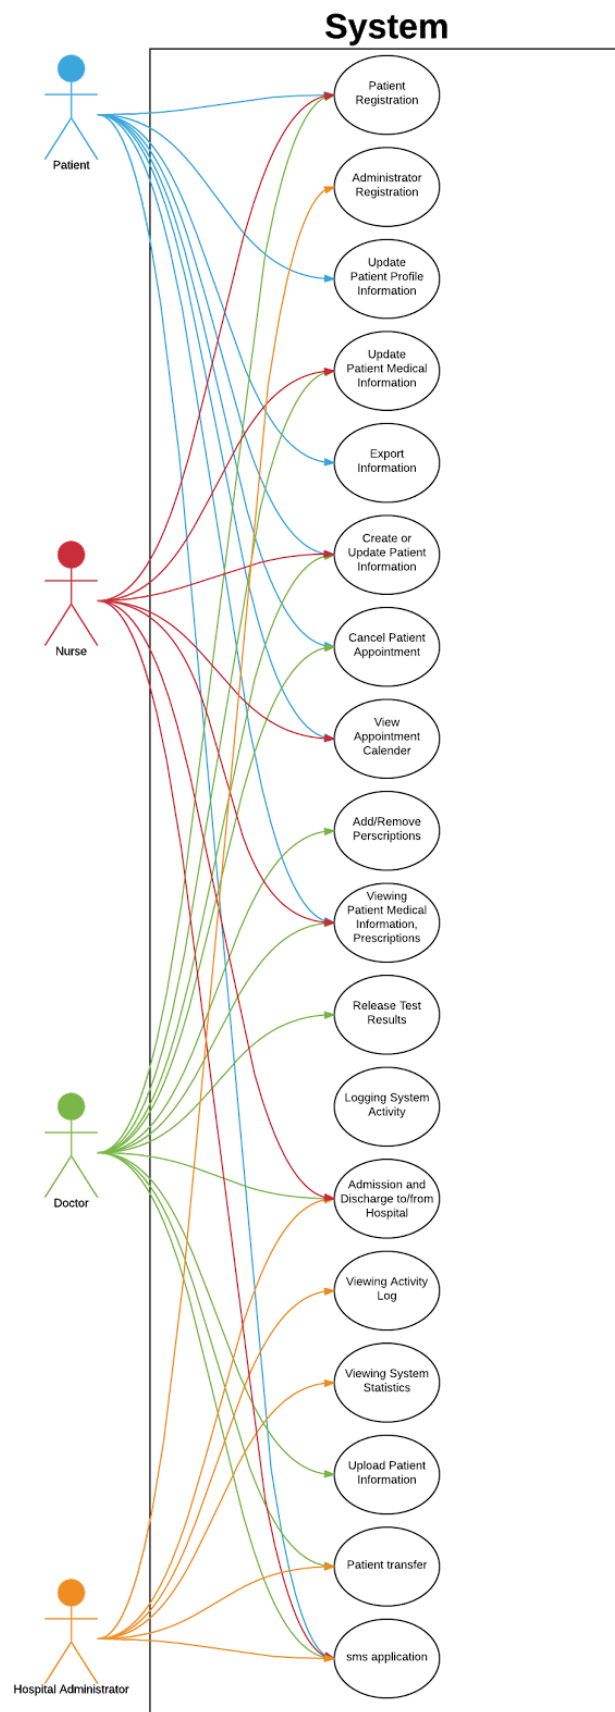 System
Patient
Registration
Patient
Administrator
Registration
Update
Patient Profile
Information
Update
Patient Medical
Information
Export
Information
Create or
Update Patient
Information
Nurse
Cancel Patient
Appointment
View
Appointment
Calender
Add/Remove
Perscriptions
Viewing
Patient Medical
Information,
Prescriptions
Release Test
Results
Logging System
Activity
Doctor
Admission and
Discharge to/from
Hospital
Viewing Activity
Log
Viewing System
Statistics
Upload Patient
Information
Patient transfer
sms application
Hospital Administrator